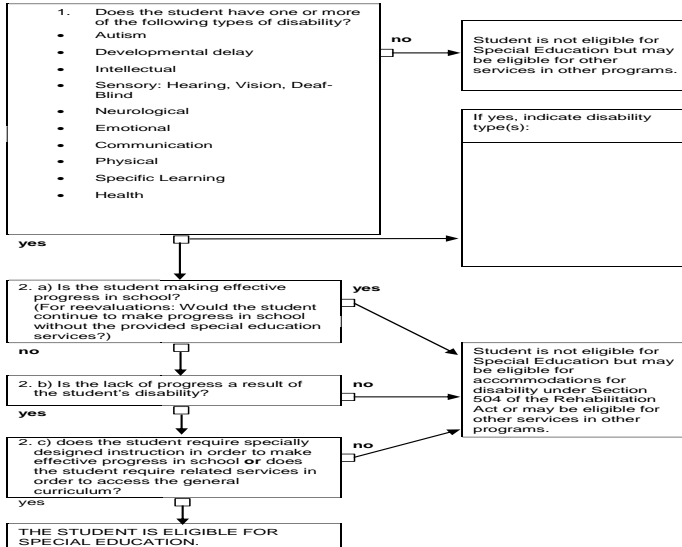 1. Does the student have one or more
of the following types of disability?
• Autism
• Developmental delay
• Intellectual
• Sensory: Hearing, Vision, Deaf-
Blind
• Neurological
• Emotional
• Communication
• Physical
• Specific Learning
• Health
no
Student is not eligible for
Special Education but may
be eligible for other
services in other programs.
If yes, indicate disability
type(s):
yes
2. a) Is the student making effective
progress in school?
(For reevaluations: Would the student
continue to make progress in school
without the provided special education
services?)
yes
no
2. b) Is the lack of progress a result of
the student's disability?
no
yes
Student is not eligible for
Special Education but may
be eligible for
accommodations for
disability under Section
504 of the Rehabilitation
Act or may be eligible for
other services in other
programs.
2. c) does the student require specially
designed instruction in order to make
effective progress in school or does
the student require related services in
order to access the general
curriculum?
no
yes
THE STUDENT IS ELIGIBLE FOR
SPECIAL EDUCATION.